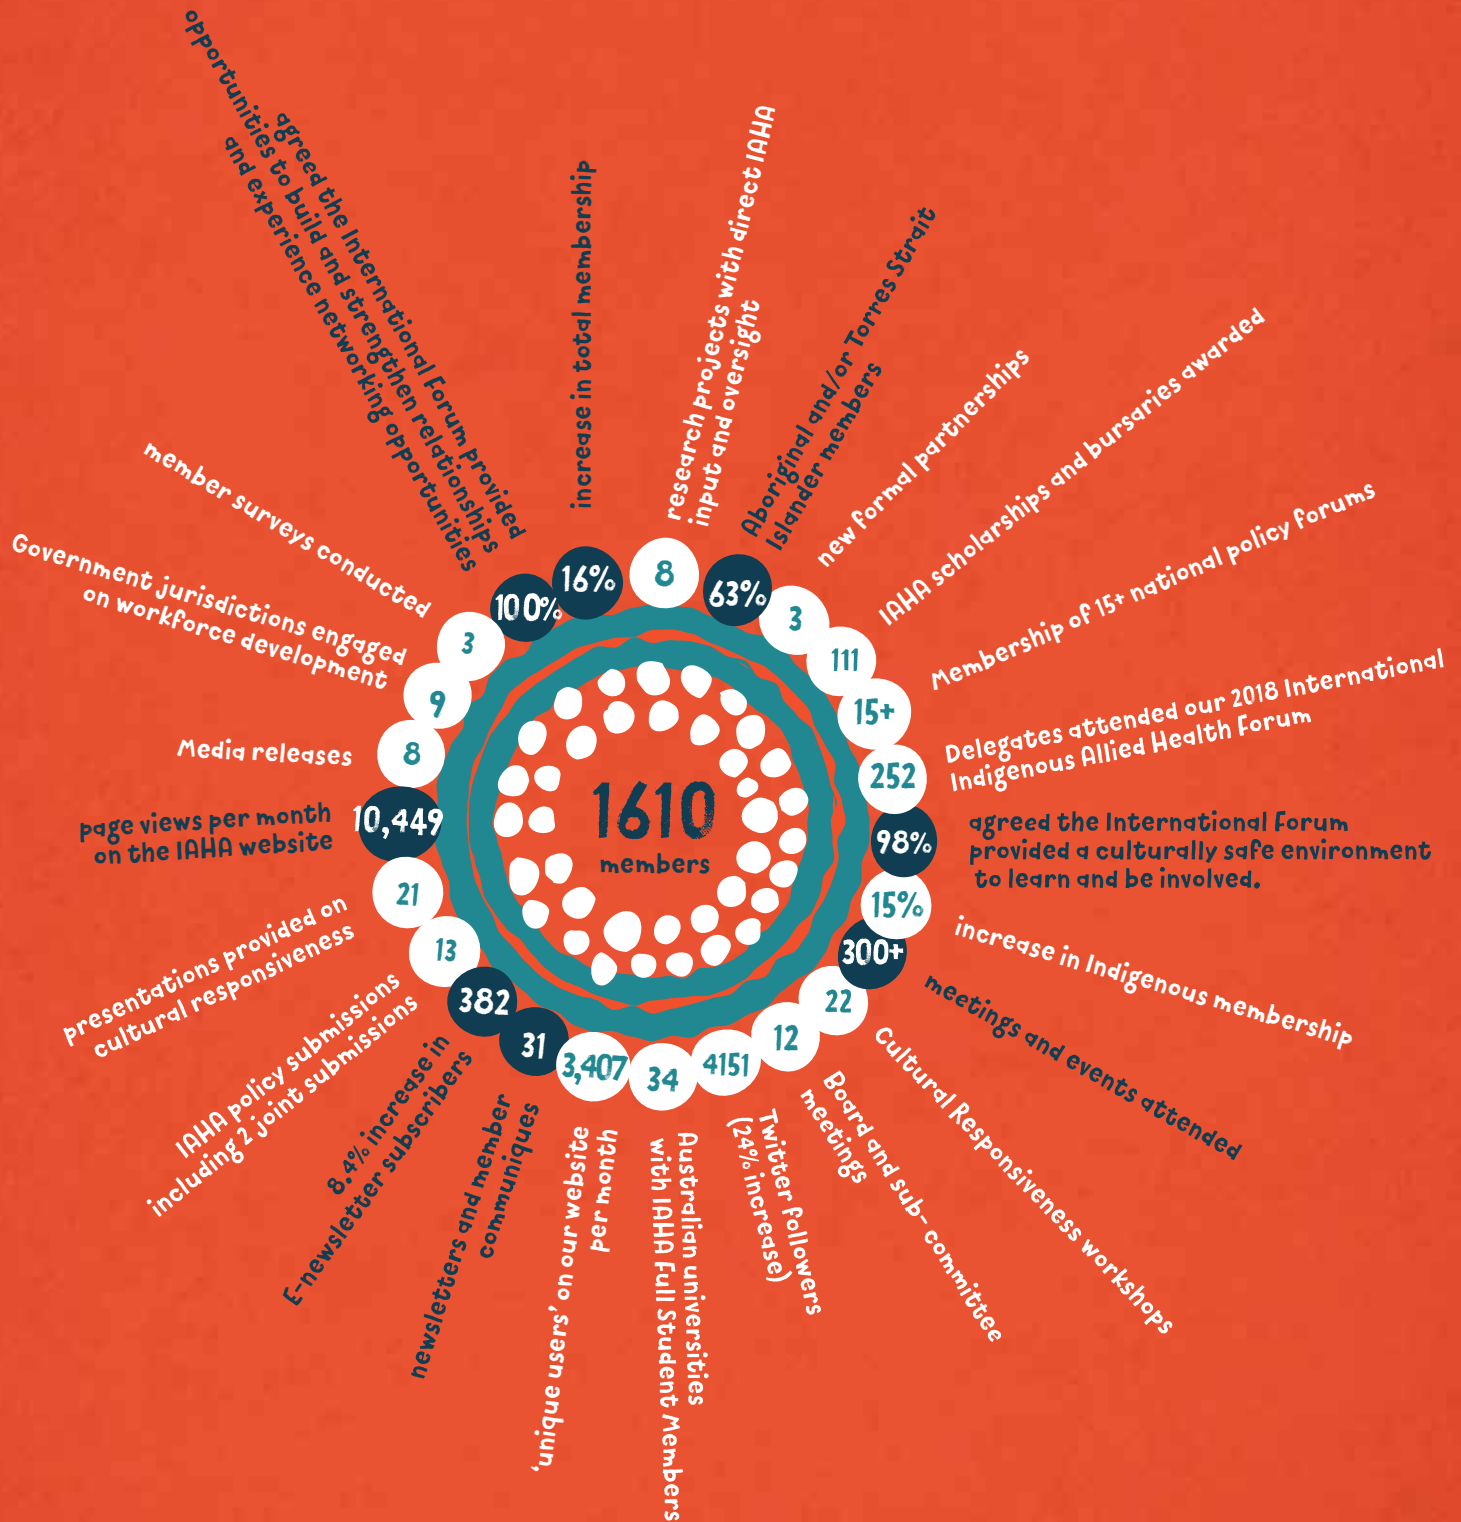 1610
members
16%
increase in total membership
8
research projects with direct IAHA
input and oversight
63%
Aboriginal and/or Torres Strait
Islander members
3
new formal partnerships
111
IAHA scholarships and bursaries awarded
15+
Membership of 15+ national policy forums
252
Delegates attended our 2018 International
Indigenous Allied Health Forum
98%
agreed the International Forum
provided a culturally safe environment
to learn and be involved.
15%
increase in Indigenous membership
300+
meetings and events attended
22
Cultural Responsiveness workshops
12
Board and sub- committee
meetings
4151
Twitter followers
(24% increase)
34
Australian universities
with IAHA Full Student Members
3,407
'unique users' on our website
per month
31
newsletters and member
communiques
382
8.4% increase in
E-newsletter subscribers
13
IAHA policy submissions
including 2 joint submissions
21
presentations provided on
cultural responsiveness
10,449
page views per month
on the IAHA website
8
Media releases
9
Government jurisdictions engaged
on workforce development
3
member surveys conducted
100%
agreed the International Forum provided
opportunities to build and strengthen relationships
and experience networking opportunities